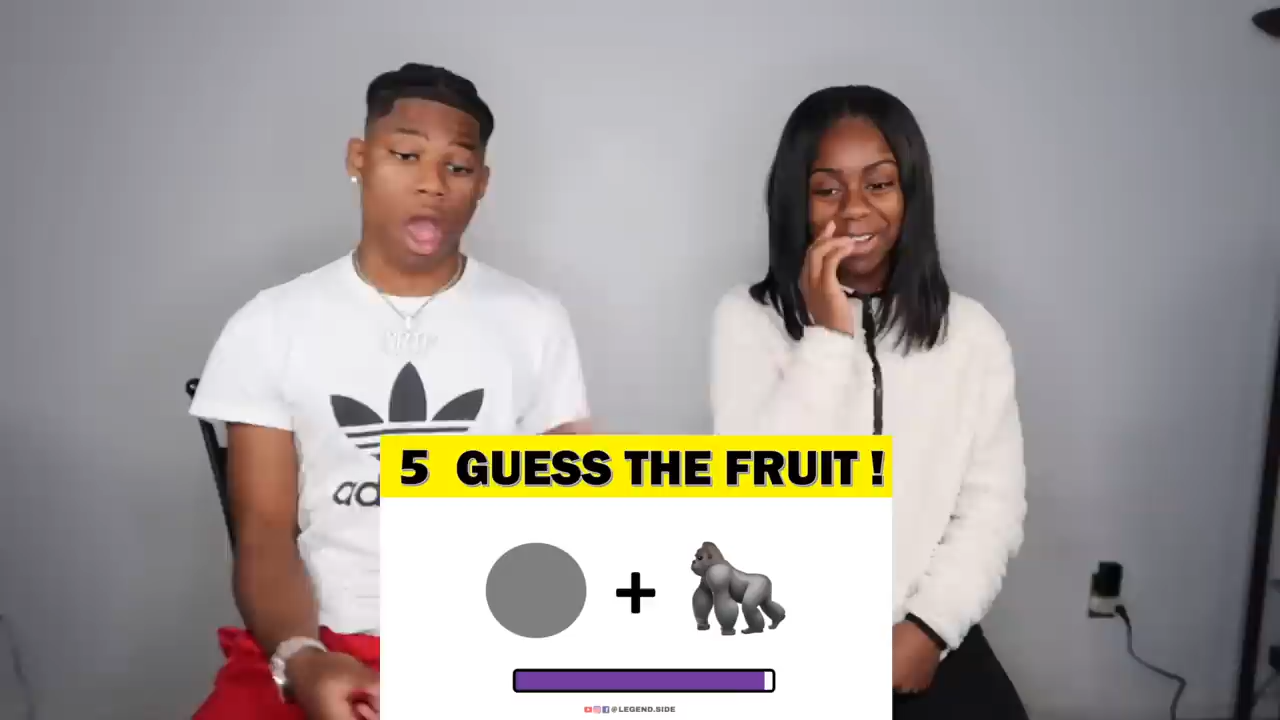 5 GUESS THE FRUIT !
+
@LEGEND.SIDE